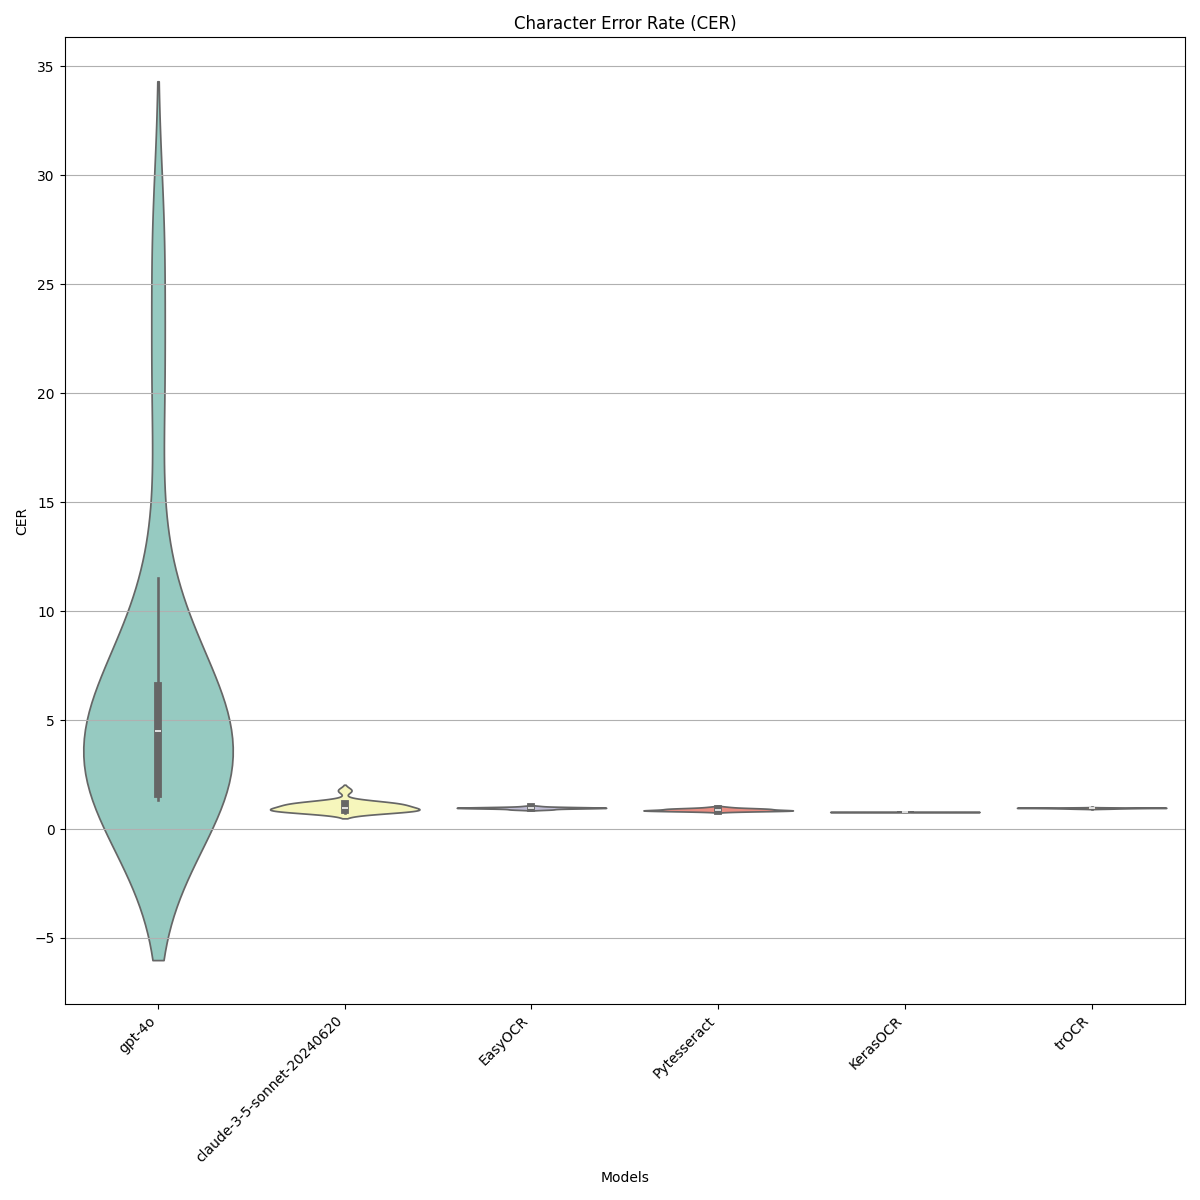 Character Error Rate (CER)
35
30
25
20
15
10
5
0
−5
CER
gpt-4o
claude-3-5-sonnet-20240620
EasyOCR
Pytesseract
KerasOCR
trOCR
Models